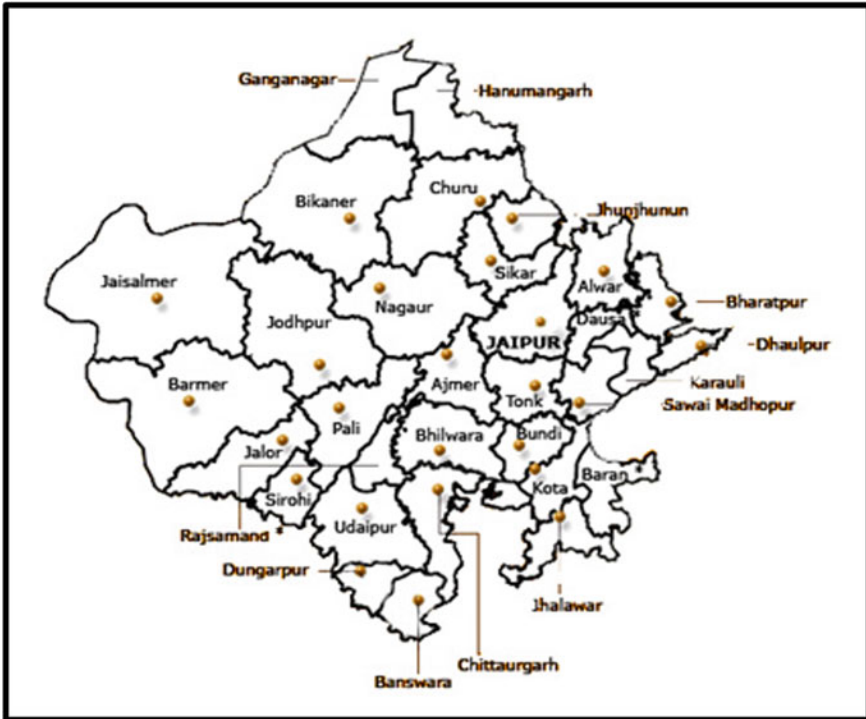 Ganganagar
Hanumangarh
Churu
Bikaner
Jhunjhunun
Sikar
Jaisalmer
Alwar
Nagaur
Bharatpur
Jodhpur
Dausa *
JAIPUR
Dhaulpur
Barmer
Ajmer
Karauli
Tonk
Sawai Madhopur
Pali
Bhilwara
Bundi
Jalor
Baran *
Kota
Sirohi
Udaipur
Rajsamand *
Dungarpur
Jhalawar
Chittaurgarh
Banswara